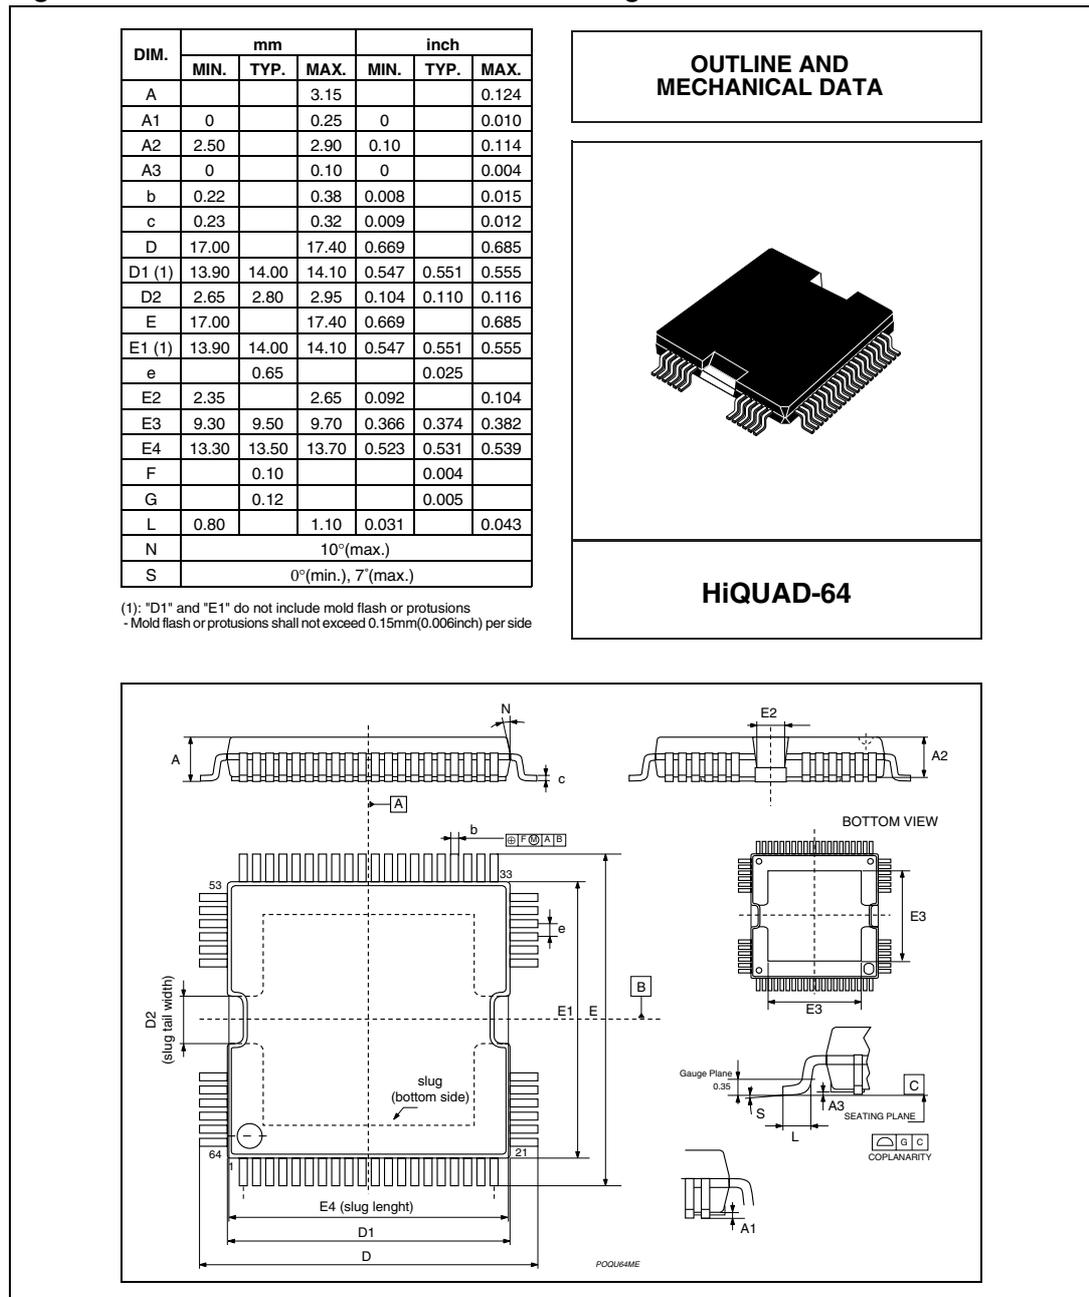 DIM. mm inch
MIN. TYP. MAX. MIN. TYP. MAX.
A 3.15 0.124
A1 0 0.25 0 0.010
A2 2.50 2.90 0.10 0.114
A3 0 0.10 0 0.004
b 0.22 0.38 0.008 0.015
c 0.23 0.32 0.009 0.012
D 17.00 17.40 0.669 0.685
D1 (1) 13.90 14.00 14.10 0.547 0.551 0.555
D2 2.65 2.80 2.95 0.104 0.110 0.116
E 17.00 17.40 0.669 0.685
E1 (1) 13.90 14.00 14.10 0.547 0.551 0.555
e 0.65 0.025
E2 2.35 2.65 0.092 0.104
E3 9.30 9.50 9.70 0.366 0.374 0.382
E4 13.30 13.50 13.70 0.523 0.531 0.539
F 0.10 0.004
G 0.12 0.005
L 0.80 1.10 0.031 0.043
N 10°(max.)
S 0°(min.), 7°(max.)
(1): "D1" and "E1" do not include mold flash or protusions
- Mold flash or protusions shall not exceed 0.15mm(0.006inch) per side
OUTLINE AND
MECHANICAL DATA
HiQUAD-64
N
A
c
A
E2
A2
BOTTOM VIEW
b
⊕ F Ⓜ A B
53
33
e
E3
E3
B
E1 E
D2
(slug tail width)
slug
(bottom side)
Gauge Plane
0.35
C
S
A3
SEATING PLANE
L
G C
COPLANARITY
64
1
21
E4 (slug lenght)
D1
D
A1
POQU64ME